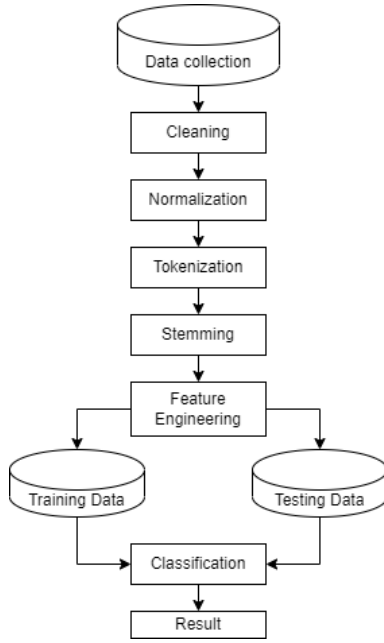 Data collection
Cleaning
Normalization
Tokenization
Stemming
Feature
Engineering
Training Data
Testing Data
Classification
Result